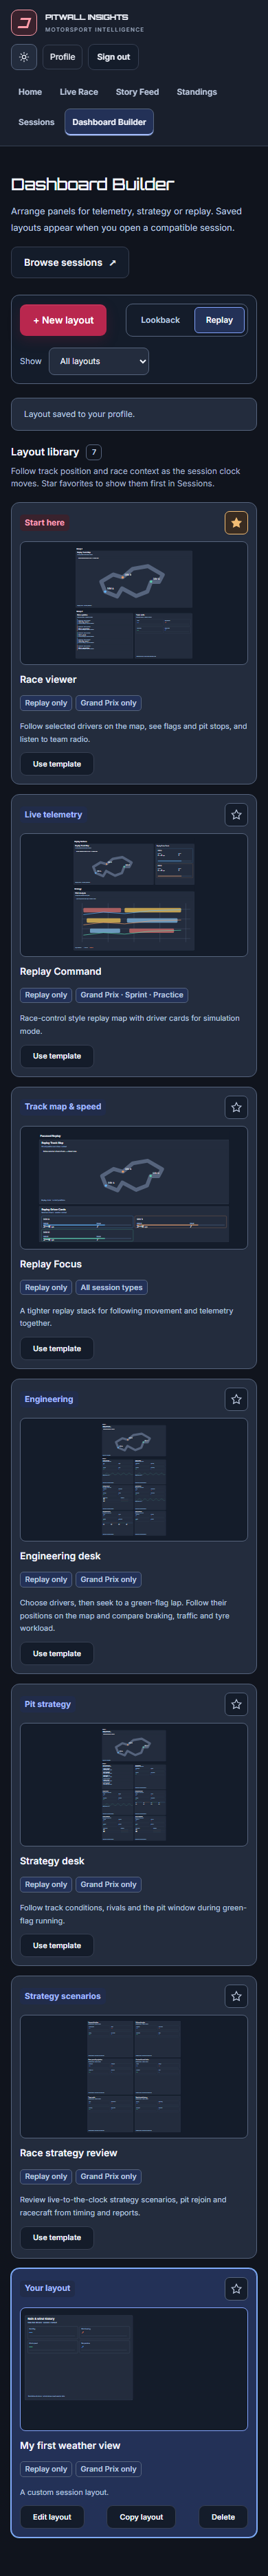 PITWALL INSIGHTS
MOTORSPORT INTELLIGENCE
Profile
Sign out
Home
Live Race
Story Feed
Standings
Sessions
Dashboard Builder
Dashboard Builder
Arrange panels for telemetry, strategy or replay. Saved
layouts appear when you open a compatible session.
Browse sessions ↗
+ New layout
Lookback
Replay
Show
All layouts
Layout saved to your profile.
Layout library 7
Follow track position and race context as the session clock
moves. Star favorites to show them first in Sessions.
Start here
Race viewer
Replay only
Grand Prix only
Follow selected drivers on the map, see flags and pit stops, and
listen to team radio.
Use template
Live telemetry
Replay Command
Replay only
Grand Prix · Sprint · Practice
Race-control style replay map with driver cards for simulation
mode.
Use template
Track map & speed
Replay Focus
Replay only
All session types
A tighter replay stack for following movement and telemetry
together.
Use template
Engineering
Engineering desk
Replay only
Grand Prix only
Choose drivers, then seek to a green-flag lap. Follow their
positions on the map and compare braking, traffic and tyre
workload.
Use template
Pit strategy
Strategy desk
Replay only
Grand Prix only
Follow track conditions, rivals and the pit window during green-
flag running.
Use template
Strategy scenarios
Race strategy review
Replay only
Grand Prix only
Review live-to-the-clock strategy scenarios, pit rejoin and
racecraft from timing and reports.
Use template
Your layout
My first weather view
Replay only
Grand Prix only
A custom session layout.
Edit layout
Copy layout
Delete